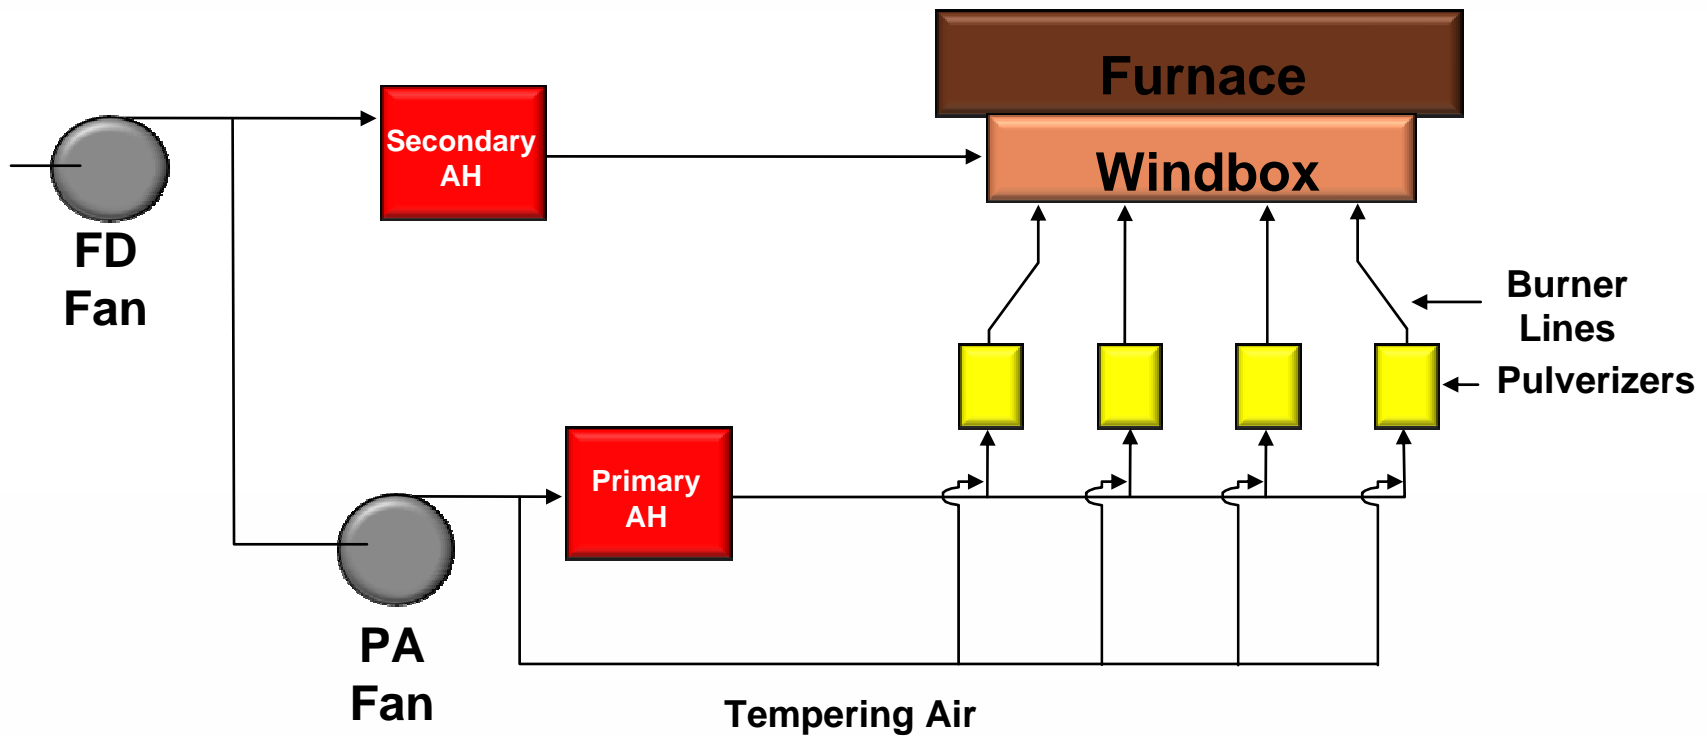 Furnace
Windbox
Secondary
AH
FD
Fan
Burner
Lines
Pulverizers
Primary
AH
PA
Fan
Tempering Air